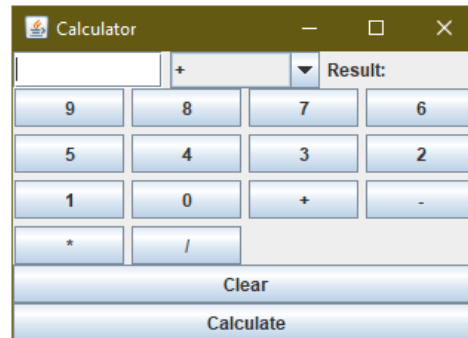 Calculator
+ Result:
9 8 7 6
5 4 3 2
1 0 + -
* /
Clear
Calculate